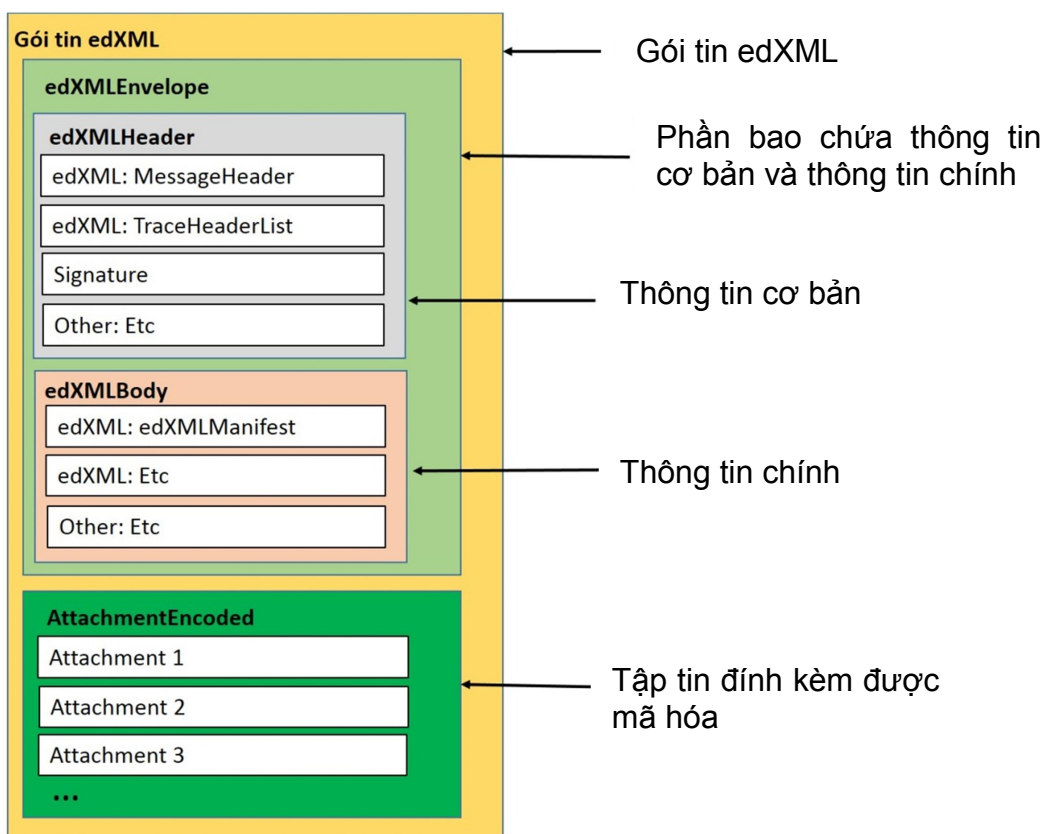 Gói tin edXML
Gói tin edXML
edXMLEnvelope
edXMLHeader
Phần bao chứa thông tin
cơ bản và thông tin chính
edXML: MessageHeader
edXML: TraceHeaderList
Signature
Thông tin cơ bản
Other: Etc
edXMLBody
edXML: edXMLManifest
edXML: Etc
Thông tin chính
Other: Etc
AttachmentEncoded
Attachment 1
Tập tin đính kèm được
mã hóa
Attachment 2
Attachment 3
...